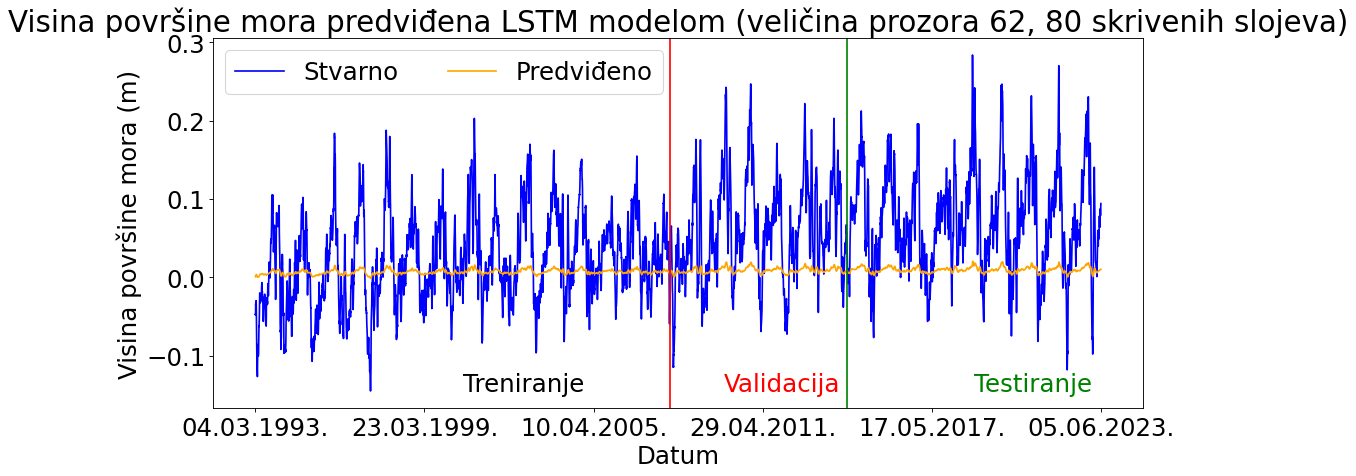 Visina površine mora predviđena LSTM modelom (veličina prozora 62, 80 skrivenih slojeva)
Stvarno
Predviđeno
Visina površine mora (m)
0.3
0.2
0.1
0.0
−0.1
Treniranje
Validacija
Testiranje
04.03.1993.
23.03.1999.
10.04.2005.
29.04.2011.
17.05.2017.
05.06.2023.
Datum